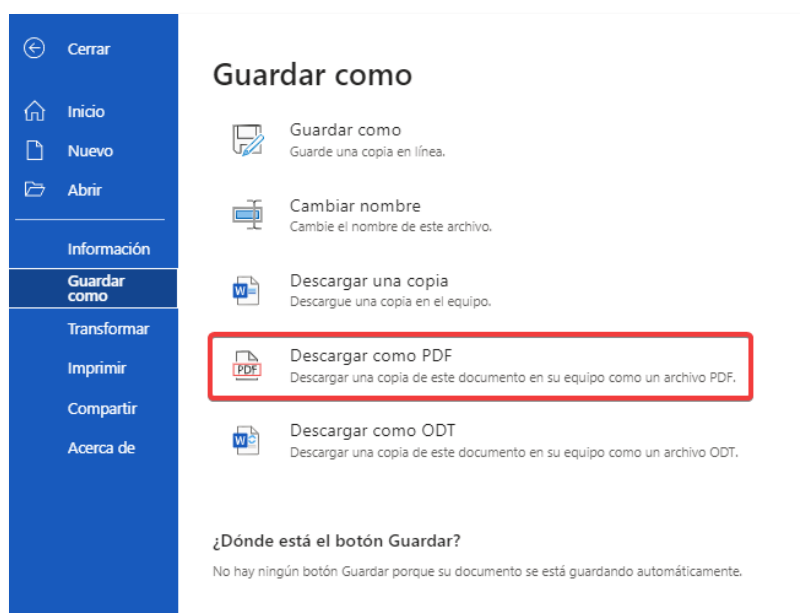 Cerrar
Inicio
Nuevo
Abrir
Información
Guardar
como
Transformar
Imprimir
Compartir
Acerca de
Guardar como
Guardar como
Guarde una copia en línea.
Cambiar nombre
Cambie el nombre de este archivo.
W
Descargar una copia
Descargue una copia en el equipo.
PDF
Descargar como PDF
Descargar una copia de este documento en su equipo como un archivo PDF.
W
Descargar como ODT
Descargar una copia de este documento en su equipo como un archivo ODT.
¿Dónde está el botón Guardar?
No hay ningún botón Guardar porque su documento se está guardando automáticamente.